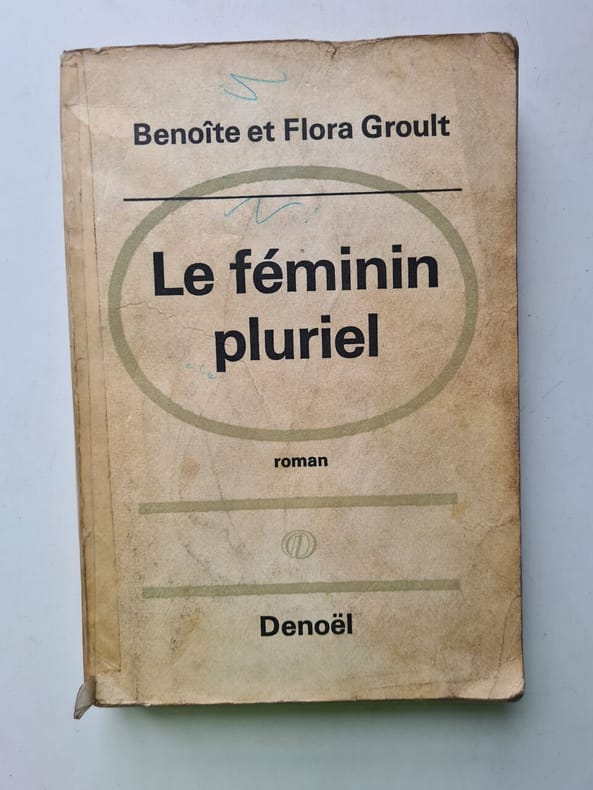 Benoîte et Flora Groult
Le féminin
pluriel
roman
Denoël